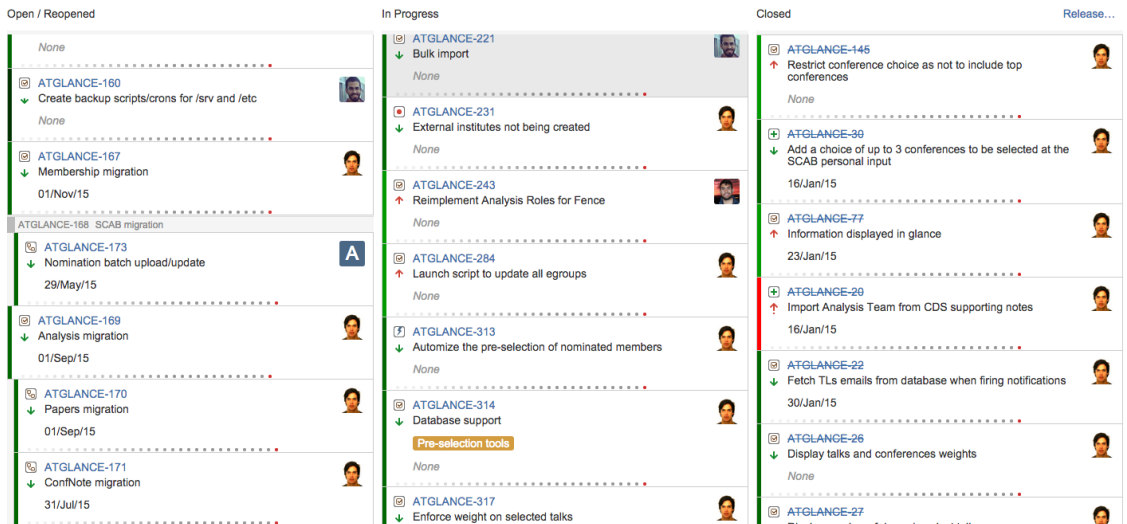 Open / Reopened
None
ATGLANCE-160
Create backup scripts/crons for /srv and /etc
None
ATGLANCE-167
Membership migration
01/Nov/15
ATGLANCE-168 SCAB migration
ATGLANCE-173
A
Nomination batch upload/update
29/May/15
ATGLANCE-169
Analysis migration
01/Sep/15
ATGLANCE-170
Papers migration
01/Sep/15
ATGLANCE-171
ConfNote migration
31/Jul/15
In Progress
ATGLANCE-221
Bulk import
None
ATGLANCE-231
External institutes not being created
None
ATGLANCE-243
Reimplement Analysis Roles for Fence
None
ATGLANCE-284
Launch script to update all egroups
None
ATGLANCE-313
Automize the pre-selection of nominated members
None
ATGLANCE-314
Database support
Pre-selection tools
None
ATGLANCE-317
Enforce weight on selected talks
Closed
Release…
ATGLANCE-145
Restrict conference choice as not to include top
conferences
None
ATGLANCE-30
Add a choice of up to 3 conferences to be selected at the
SCAB personal input
16/Jan/15
ATGLANCE-77
Information displayed in glance
23/Jan/15
ATGLANCE-20
Import Analysis Team from CDS supporting notes
16/Jan/15
ATGLANCE-22
Fetch TLs emails from database when firing notifications
30/Jan/15
ATGLANCE-26
Display talks and conferences weights
None
ATGLANCE-27